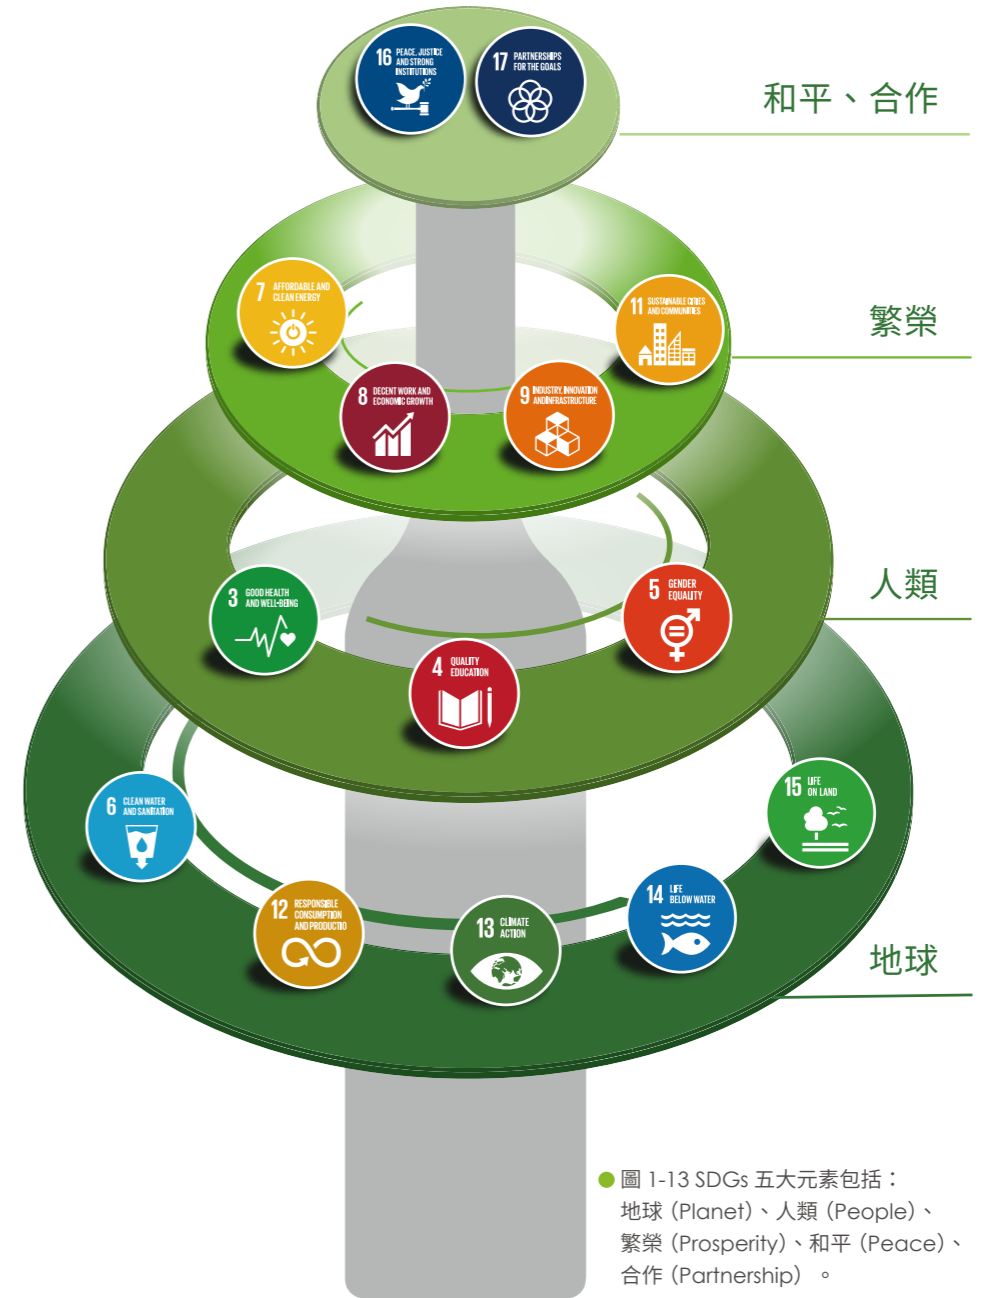 16 PEACE, JUSTICE
AND STRONG
INSTITUTIONS
17 PARTNERSHIPS
FOR THE GOALS
和平、合作
7 AFFORDABLE AND
CLEAN ENERGY
11 SUSTAINABLE CITIES
AND COMMUNITIES
繁榮
8 DECENT WORK AND
ECONOMIC GROWTH
9 INDUSTRY, INNOVATION
AND INFRASTRUCTURE
人類
3 GOOD HEALTH
AND WELL-BEING
5 GENDER
EQUALITY
4 QUALITY
EDUCATION
6 CLEAN WATER
AND SANITATION
15 LIFE
ON LAND
12 RESPONSIBLE
CONSUMPTION
AND PRODUCTIO
13 CLIMATE
ACTION
14 LIFE
BELOW WATER
地球
圖 1-13 SDGs 五大元素包括：
地球（Planet）、人類（People）、
繁榮（Prosperity）、和平（Peace）、
合作（Partnership）。